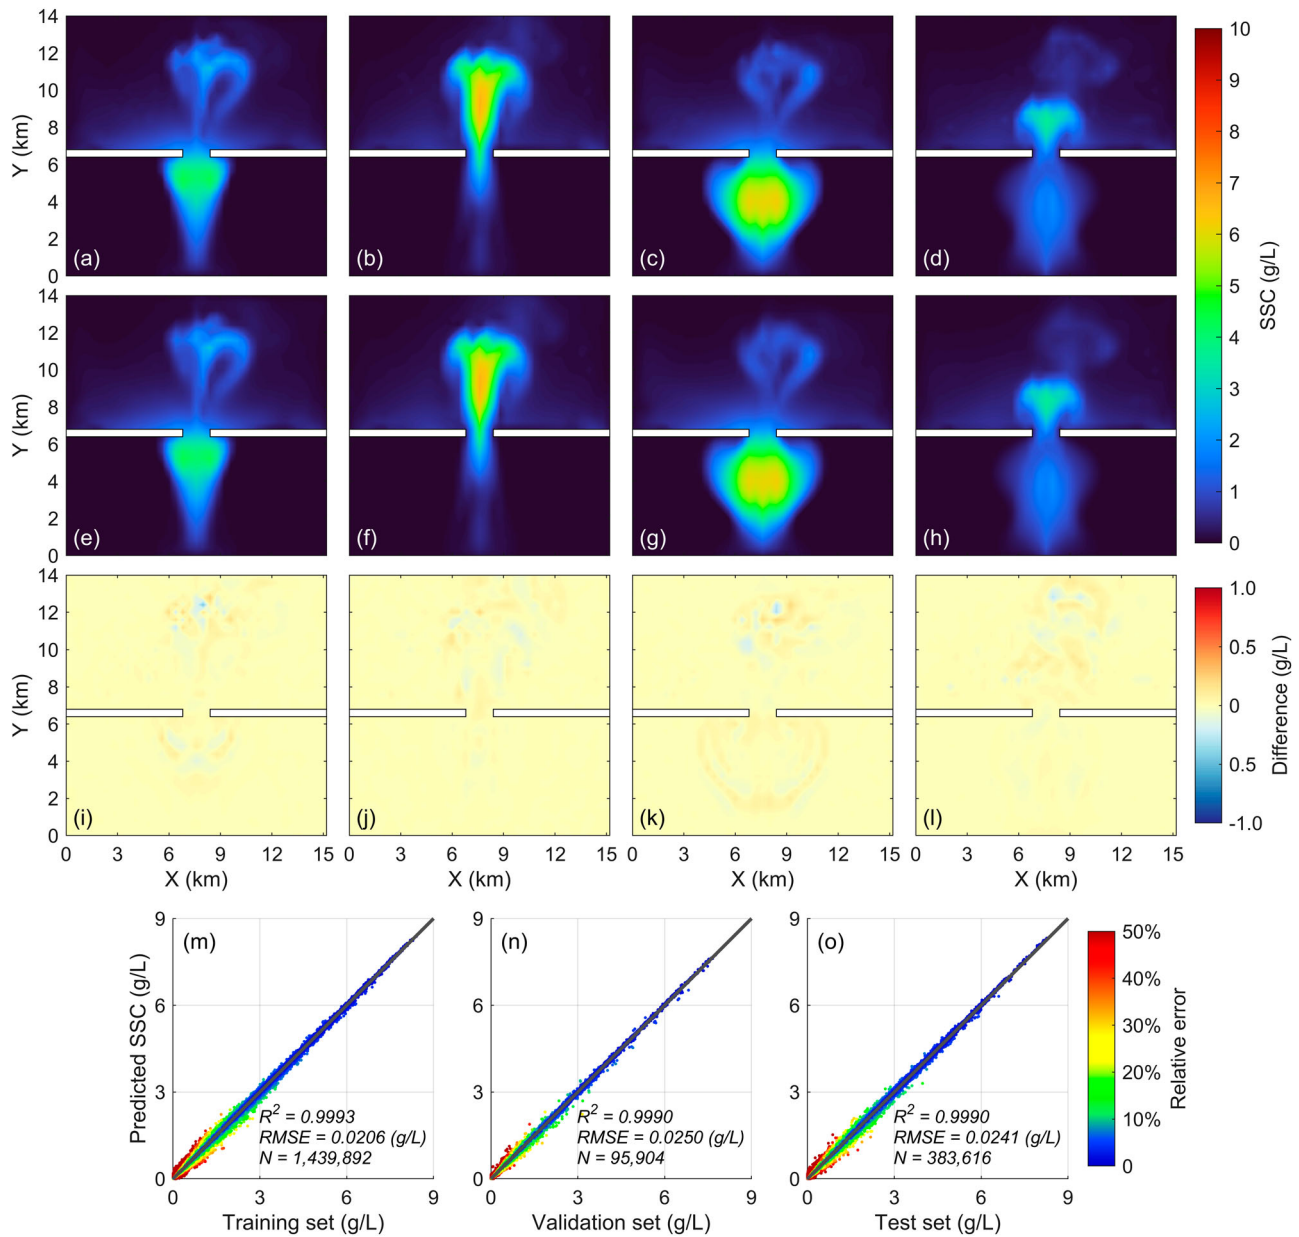 14
12
10
8
6
4
2
0
Y (km)
(a)
(b)
(c)
(d)
14
12
10
8
6
4
2
0
Y (km)
(e)
(f)
(g)
(h)
10
9
8
7
6
5
4
3
2
1
0
SSC (g/L)
14
12
10
8
6
4
2
0
Y (km)
(i)
(j)
(k)
(l)
0 3 6 9 12 15
0 3 6 9 12 15
0 3 6 9 12 15
0 3 6 9 12 15
X (km)
X (km)
X (km)
X (km)
1.0
0.5
0
0.5
-1.0
Difference (g/L)
9
6
3
0
Predicted SSC (g/L)
(m)
R² = 0.9993
RMSE = 0.0206 (g/L)
N = 1,439,892
0 3 6 9
Training set (g/L)
9
6
3
0
(n)
R² = 0.9990
RMSE = 0.0250 (g/L)
N = 95,904
0 3 6 9
Validation set (g/L)
9
6
3
0
(o)
R² = 0.9990
RMSE = 0.0241 (g/L)
N = 383,616
0 3 6 9
Test set (g/L)
50%
40%
30%
20%
10%
0
Relative error